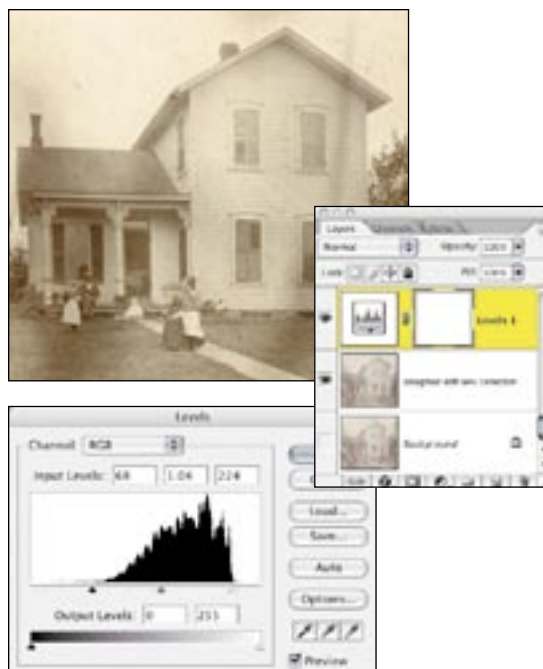 Layers
Normal Opacity: 100%
Lock: Fill: 100%
Levels 1
Background
Levels
Channel: RGB
Input Levels: 68 1.04 224
Load...
Save...
Auto
Options...
Output Levels: 0 255
Preview